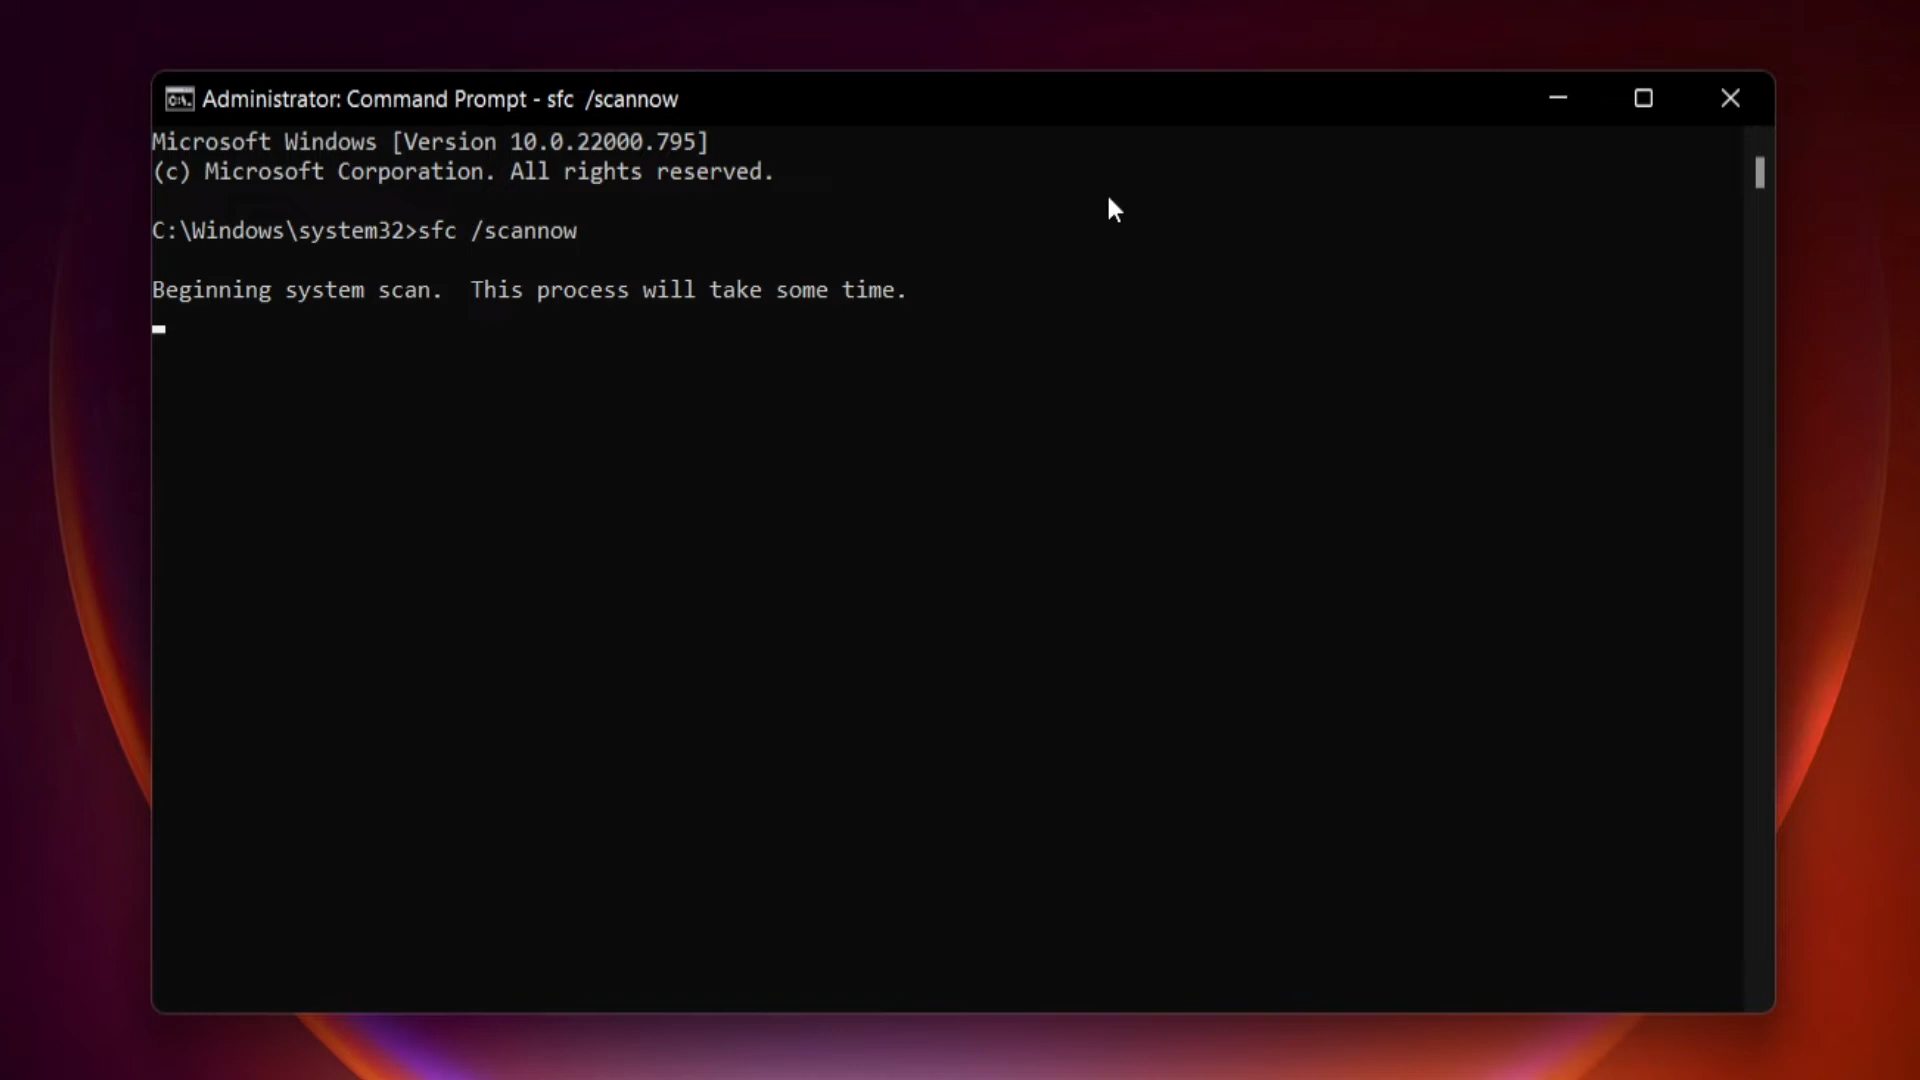 Administrator: Command Prompt - sfc  /scannow
Microsoft Windows [Version 10.0.22000.795]
(c) Microsoft Corporation. All rights reserved.
C:\Windows\system32>sfc /scannow
Beginning system scan.  This process will take some time.